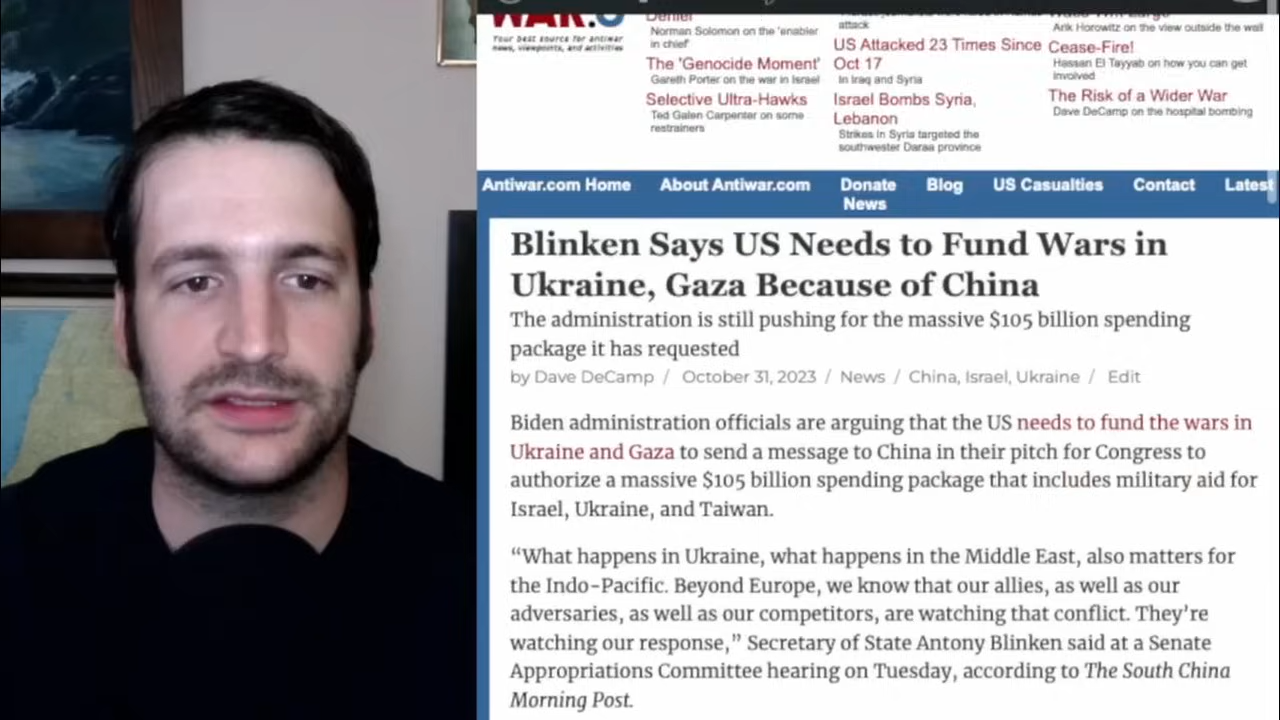 WAR.
Your best source for antiwar
news, viewpoints, and activities
Denier
Norman Solomon on the 'enabler
in chief'
The 'Genocide Moment'
Gareth Porter on the war in Israel
Selective Ultra-Hawks
Ted Galen Carpenter on some
restrainers
attack
US Attacked 23 Times Since
Oct 17
In Iraq and Syria
Israel Bombs Syria,
Lebanon
Strikes in Syria targeted the
southwester Daraa province
Arik Horowitz on the view outside the wall
Cease-Fire!
Hassan El Tayyab on how you can get
involved
The Risk of a Wider War
Dave DeCamp on the hospital bombing
Antiwar.com Home About Antiwar.com Donate Blog US Casualties Contact Latest
News
Blinken Says US Needs to Fund Wars in
Ukraine, Gaza Because of China
The administration is still pushing for the massive $105 billion spending
package it has requested
by Dave DeCamp / October 31, 2023 / News / China, Israel, Ukraine / Edit
Biden administration officials are arguing that the US needs to fund the wars in
Ukraine and Gaza to send a message to China in their pitch for Congress to
authorize a massive $105 billion spending package that includes military aid for
Israel, Ukraine, and Taiwan.
“What happens in Ukraine, what happens in the Middle East, also matters for
the Indo-Pacific. Beyond Europe, we know that our allies, as well as our
adversaries, as well as our competitors, are watching that conflict. They’re
watching our response,” Secretary of State Antony Blinken said at a Senate
Appropriations Committee hearing on Tuesday, according to The South China
Morning Post.